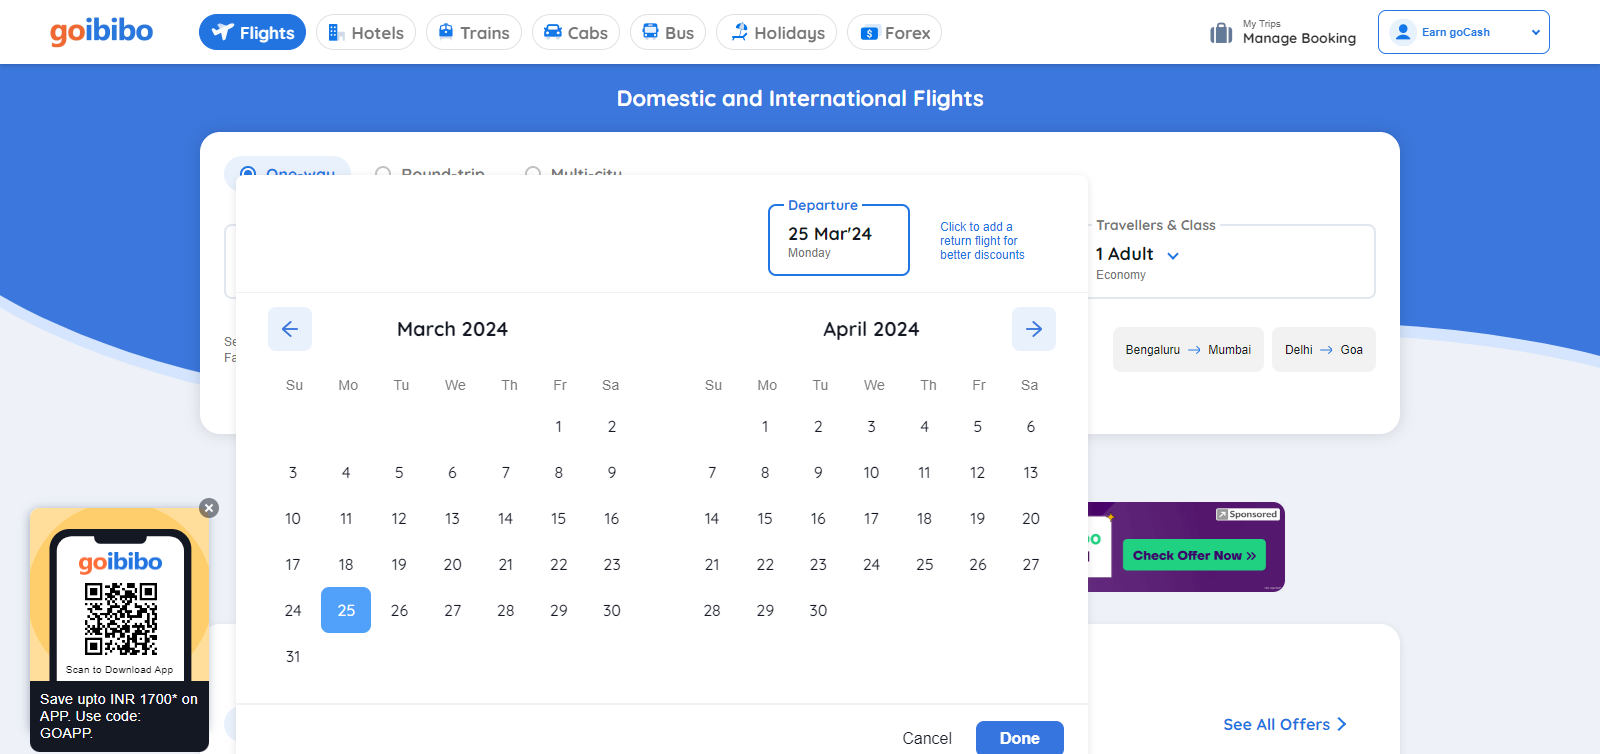 goibibo
Flights
Hotels
Trains
Cabs
Bus
Holidays
Forex
My Trips
Manage Booking
Earn goCash
Domestic and International Flights
One-way
Round-trip
Multi-city
Departure
25 Mar'24
Monday
Click to add a
return flight for
better discounts
Travellers & Class
1 Adult
Economy
Se
Fa
Bengaluru → Mumbai
Delhi → Goa
March 2024
Su Mo Tu We Th Fr Sa
1 2
3 4 5 6 7 8 9
10 11 12 13 14 15 16
17 18 19 20 21 22 23
24 25 26 27 28 29 30
31
April 2024
Su Mo Tu We Th Fr Sa
1 2 3 4 5 6
7 8 9 10 11 12 13
14 15 16 17 18 19 20
21 22 23 24 25 26 27
28 29 30
Cancel
Done
goibibo
Scan to Download App
Save upto INR 1700* on
APP. Use code:
GOAPP.
Sponsored
Check Offer Now »
See All Offers